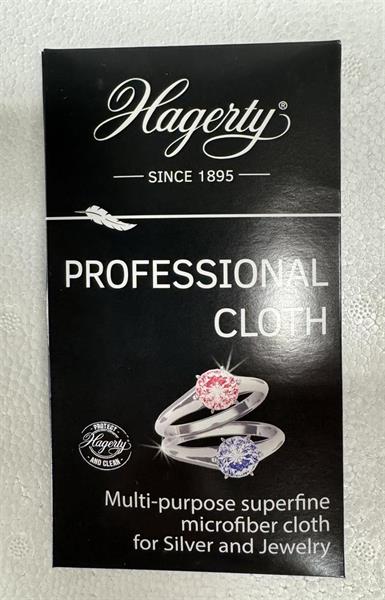 Hagerty®
SINCE 1895
PROFESSIONAL
CLOTH
PROTECT
Hagerty
AND CLEAN
Multi-purpose superfine
microfiber cloth
for Silver and Jewelry